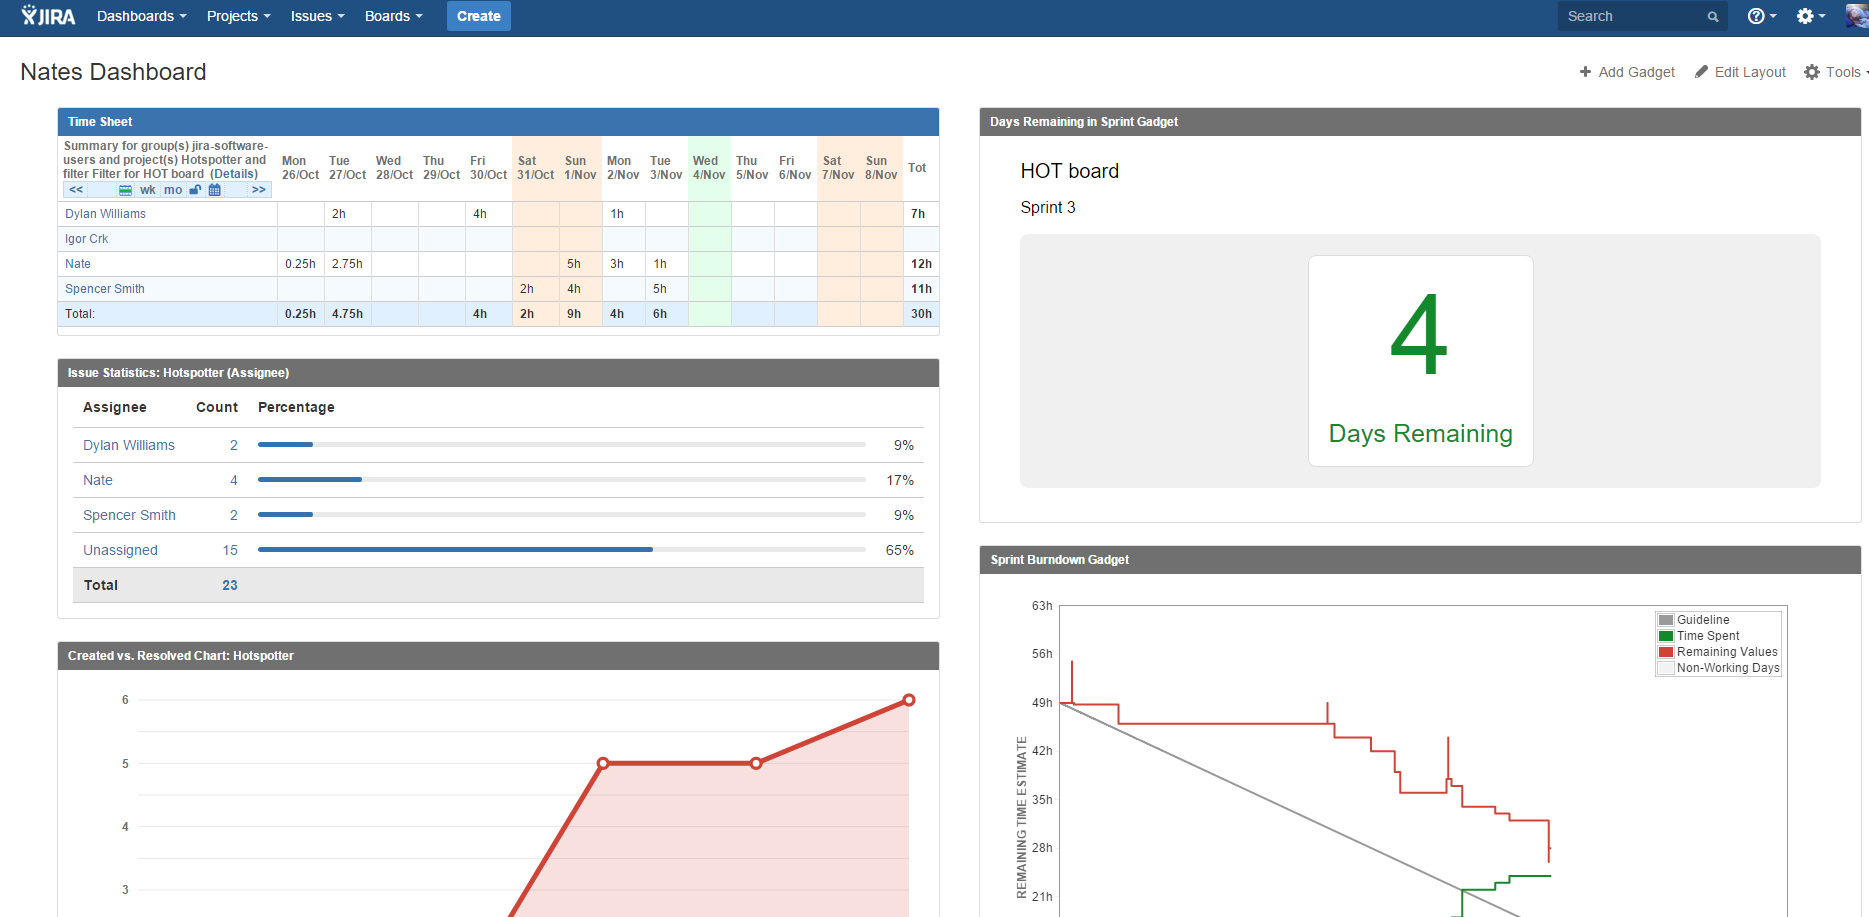 JIRA Dashboards Projects Issues Boards Create Search
Nates Dashboard
Add Gadget Edit Layout Tools
Time Sheet
Summary for group(s) jira-software-
users and project(s) Hotspotter and
filter Filter for HOT board (Details)
<< wk mo >>
Mon 26/Oct Tue 27/Oct Wed 28/Oct Thu 29/Oct Fri 30/Oct Sat 31/Oct Sun 1/Nov Mon 2/Nov Tue 3/Nov Wed 4/Nov Thu 5/Nov Fri 6/Nov Sat 7/Nov Sun 8/Nov Tot
Dylan Williams 2h 4h 1h 7h
Igor Crk
Nate 0.25h 2.75h 5h 3h 1h 12h
Spencer Smith 2h 4h 5h 11h
Total: 0.25h 4.75h 4h 2h 9h 4h 6h 30h
Issue Statistics: Hotspotter (Assignee)
Assignee Count Percentage
Dylan Williams 2 9%
Nate 4 17%
Spencer Smith 2 9%
Unassigned 15 65%
Total 23
Created vs. Resolved Chart: Hotspotter
6
5
4
3
Days Remaining in Sprint Gadget
HOT board
Sprint 3
4
Days Remaining
Sprint Burndown Gadget
63h
56h
49h
42h
35h
28h
21h
REMAINING TIME ESTIMATE
Guideline
Time Spent
Remaining Values
Non-Working Days